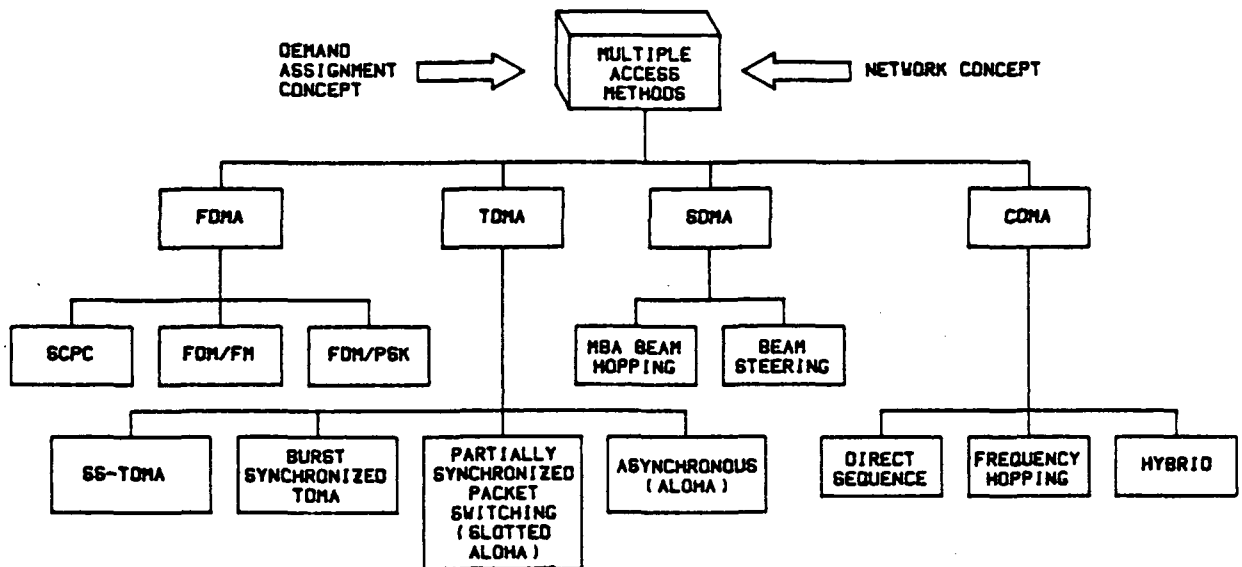 DEMAND
ASSIGNMENT
CONCEPT
MULTIPLE
ACCESS
METHODS
NETWORK CONCEPT
FDMA
TDMA
SDMA
CDMA
SCPC
FDM/FM
FDM/PSK
MBA BEAM
HOPPING
BEAM
STEERING
SS-TDMA
BURST
SYNCHRONIZED
TDMA
PARTIALLY
SYNCHRONIZED
PACKET
SWITCHING
(SLOTTED
ALOHA)
ASYNCHRONOUS
(ALOHA)
DIRECT
SEQUENCE
FREQUENCY
HOPPING
HYBRID